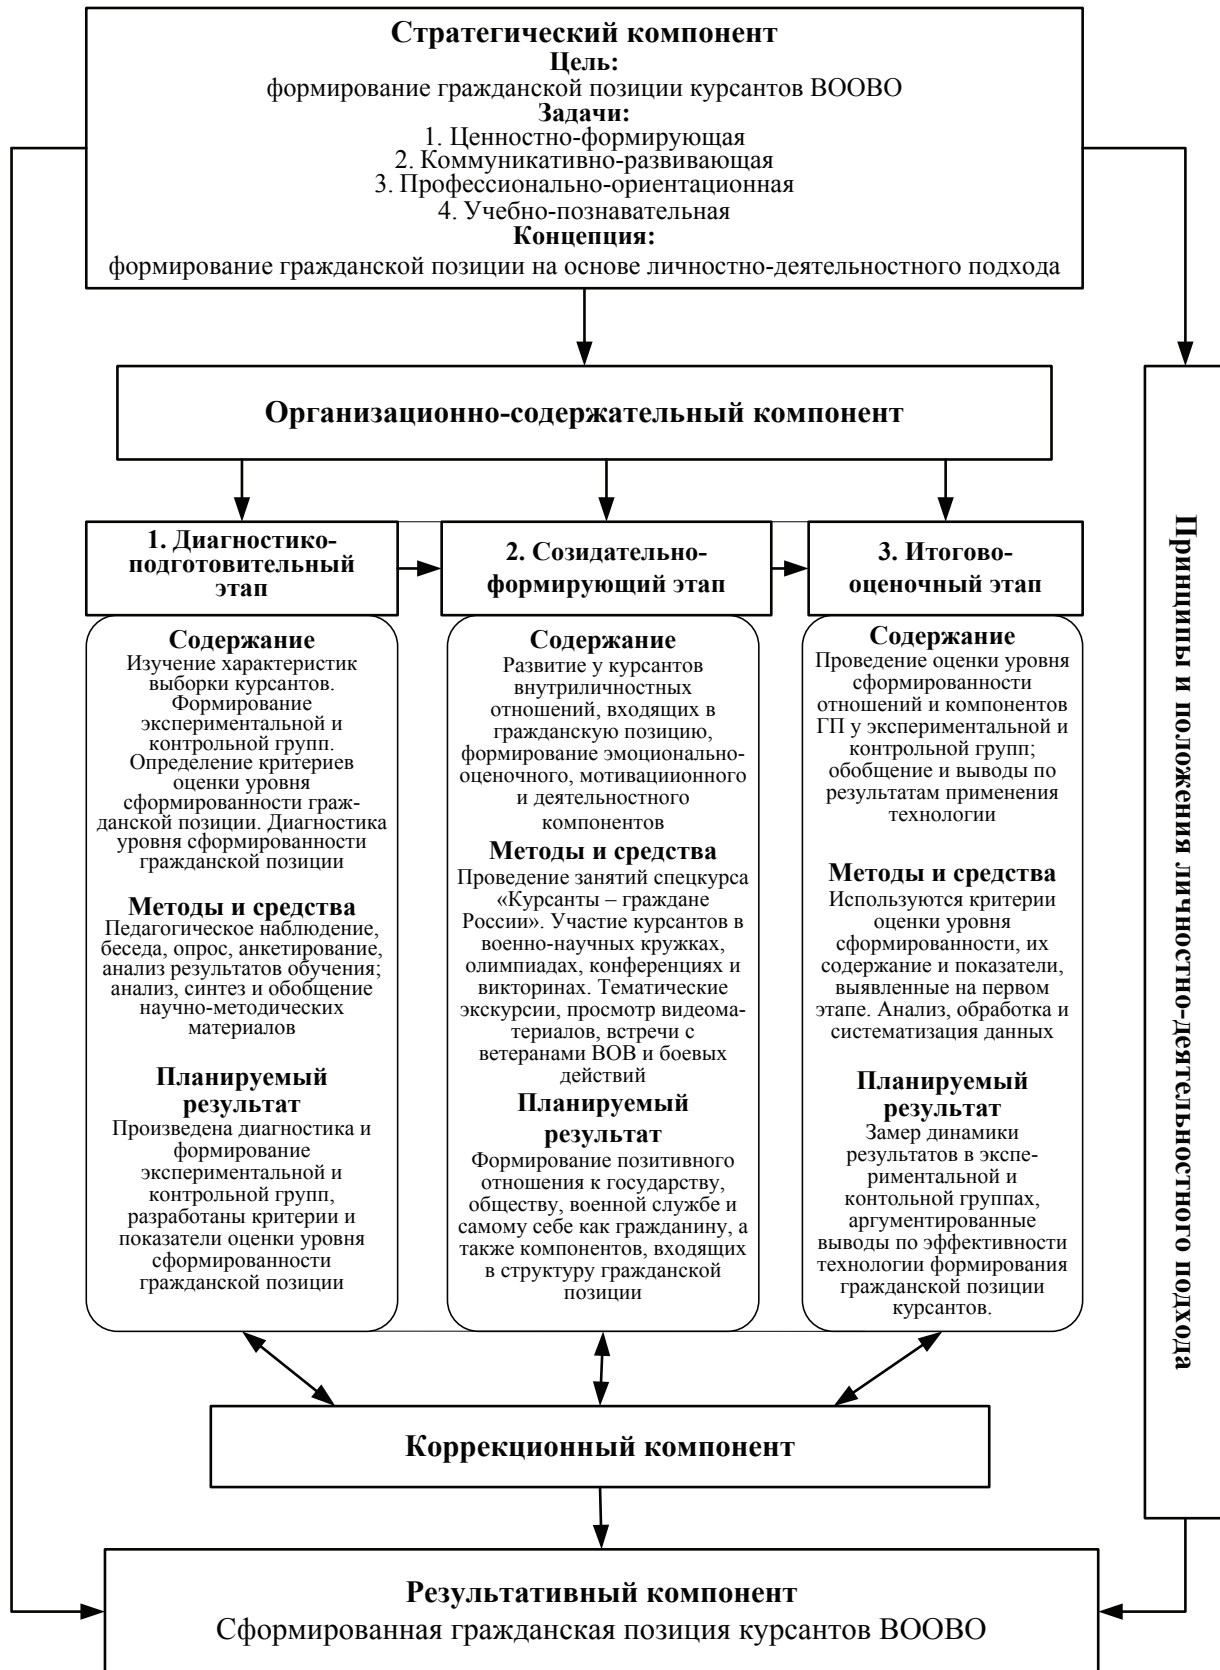 Стратегический компонент
Цель:
формирование гражданской позиции курсантов ВООВО
Задачи:
1. Ценностно-формирующая
2. Коммуникативно-развивающая
3. Профессионально-ориентационная
4. Учебно-познавательная
Концепция:
формирование гражданской позиции на основе личностно-деятельностного подхода
Организационно-содержательный компонент
1. Диагностико-
подготовительный
этап
Содержание
Изучение характеристик
выборки курсантов.
Формирование
экспериментальной и
контрольной групп.
Определение критериев
оценки уровня
сформированности граж-
данской позиции. Диагностика
уровня сформированности
гражданской позиции
Методы и средства
Педагогическое наблюдение,
беседа, опрос, анкетирование,
анализ результатов обучения;
анализ, синтез и обобщение
научно-методических
материалов
Планируемый
результат
Произведена диагностика и
формирование
экспериментальной и
контрольной групп,
разработаны критерии и
показатели оценки уровня
сформированности
гражданской позиции
2. Созидательно-
формирующий этап
Содержание
Развитие у курсантов
внутриличностных
отношений, входящих в
гражданскую позицию,
формирование эмоционально-
оценочного, мотивациионного
и деятельностного
компонентов
Методы и средства
Проведение занятий спецкурса
«Курсанты – граждане
России». Участие курсантов в
военно-научных кружках,
олимпиадах, конференциях и
викторинах. Тематические
экскурсии, просмотр видеома-
териалов, встречи с
ветеранами ВОВ и боевых
действий
Планируемый
результат
Формирование позитивного
отношения к государству,
обществу, военной службе и
самому себе как гражданину, а
также компонентов, входящих
в структуру гражданской
позиции
3. Итогово-
оценочный этап
Содержание
Проведение оценки уровня
сформированности
отношений и компонентов
ГП у экспериментальной и
контрольной групп;
обобщение и выводы по
результатам применения
технологии
Методы и средства
Используются критерии
оценки уровня
сформированности, их
содержание и показатели,
выявленные на первом
этапе. Анализ, обработка и
систематизация данных
Планируемый
результат
Замер динамики
результатов в экспе-
риментальной и
контольной группах,
аргументированные
выводы по эффективности
технологии формирования
гражданской позиции
курсантов.
Принципы и положения личностно-деятельностного подхода
Коррекционный компонент
Результативный компонент
Сформированная гражданская позиция курсантов ВООВО